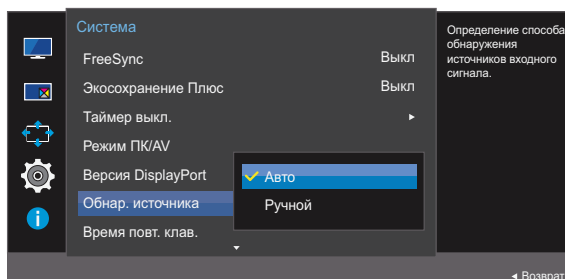 Система
FreeSync Выкл
Экосохранение Плюс Выкл
Таймер выкл.
Режим ПК/AV
Версия DisplayPort
Обнар. источника
Время повт. клав.
Авто
Ручной
Определение способа
обнаружения
источников входного
сигнала.
Возврат